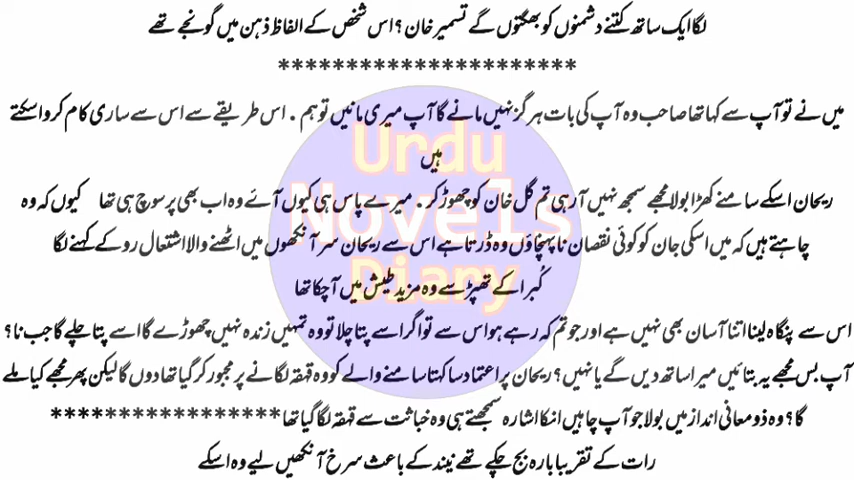 لگا ایک ساتھ کتنے دشمنوں کو بھگتوں گے تسمیر خان ؟ اس شخص کے الفاظ ذہن میں گونجے تھے
**********************
میں نے تو آپ سے کہا تھا صاحب وہ آپ کی بات ہرگز نہیں مانے گا آپ میری مانیں تو ہم . اس طریقے سے اس سے ساری کام کروا سکتے
ہیں
ریحان اسکے سامنے کھڑا بولا مجھے سمجھ نہیں آ رہی تم گل خان کو چھوڑ کر . میرے پاس ہی کیوں آئے وہ اب بھی پر سوچ ہی تھا کیوں کہ وہ
چاہتے ہیں کہ میں اسکی جان کو کوئی نقصان نا پہنچاؤں وہ ڈرتا ہے اس سے ریحان سر آنکھوں میں اٹھنے والا اشتعال روکے کہنے لگا
کُبرا کے تھپڑ سے وہ مزید طیش میں آچکا تھا
اس سے پنگاہ لینا اتنا آسان بھی نہیں ہے اور جو تم کہ رہے ہو اس سے تو اگر اسے پتا چلا تو وہ تمہیں زندہ نہیں چھوڑے گا اسے پتا چلے گا جب نا؟
آپ بس مجھے یہ بتائیں میرا ساتھ دیں گے یا نہیں؟ ریحان پر اعتماد سا کہتا سامنے والے کو وہ قہقہ لگانے پر مجبور کر گیا تھا دوں گا لیکن پھر مجھے کیا ملے
گا؟ وہ ذو معانی انداز میں بولا جو آپ چاہیں انکا اشارہ سمجھتے ہی وہ خباثت سے قہقہ لگا گیا تھا *****************
رات کے تقریبا بارہ بج چکے تھے نیند کے باعث سرخ آنکھیں لیے وہ اسکے
Urdu
Novels
Diary